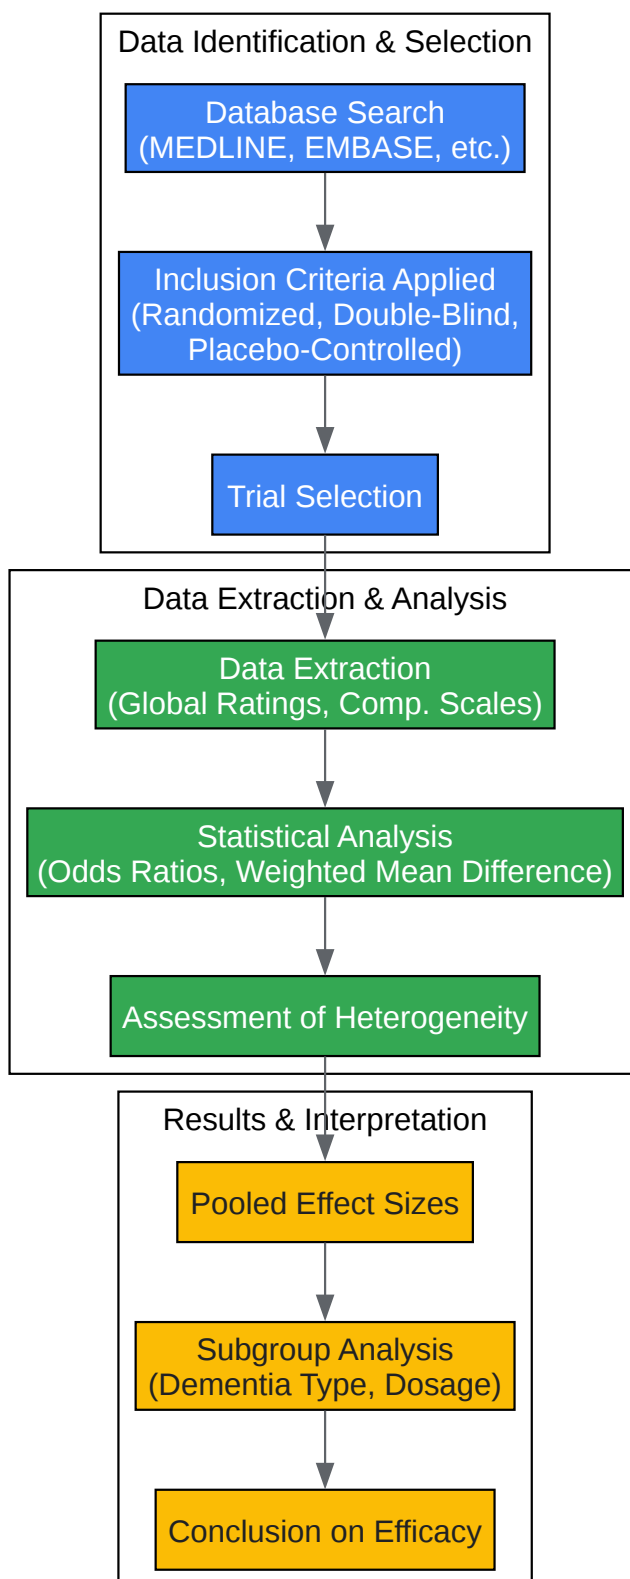 Data Identification & Selection
Database Search
(MEDLINE, EMBASE, etc.)
Inclusion Criteria Applied
(Randomized, Double-Blind,
Placebo-Controlled)
Trial Selection
Data Extraction & Analysis
Data Extraction
(Global Ratings, Comp. Scales)
Statistical Analysis
(Odds Ratios, Weighted Mean Difference)
Assessment of Heterogeneity
Results & Interpretation
Pooled Effect Sizes
Subgroup Analysis
(Dementia Type, Dosage)
Conclusion on Efficacy